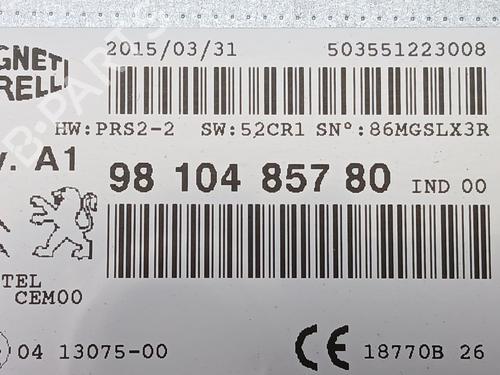 GNETI
RELLI
2015/03/31 503551223008
HW:PRS2-2 SW:52CR1 SN°:86MGSLX3R
v. A1
98 104 857 80 IND 00
TEL
CEM00
04 13075-00
CE 18770B 26